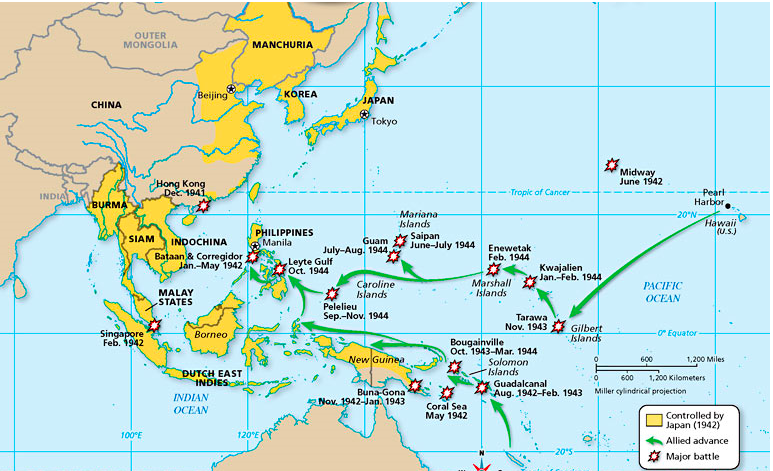 OUTER
MONGOLIA
MANCHURIA
Beijing
KOREA
JAPAN
Tokyo
CHINA
Midway
June 1942
Hong Kong
Dec. 1941
INDIA
Tropic of Cancer
Pearl
Harbor
BURMA
20°N
Mariana
Islands
Hawaii
(U.S.)
PHILIPPINES
Manila
Saipan
June–July 1944
SIAM
INDOCHINA
Guam
July–Aug. 1944
Enewetak
Feb. 1944
Bataan & Corregidor
Jan.–May 1942
Leyte Gulf
Oct. 1944
Kwajalien
Jan.–Feb. 1944
Caroline
Islands
Marshall
Islands
PACIFIC
OCEAN
MALAY
STATES
Pelelieu
Sep.–Nov. 1944
Tarawa
Nov. 1943
Gilbert
Islands
Singapore
Feb. 1942
Borneo
0° Equator
Bougainville
Oct. 1943–Mar. 1944
New Guinea
Solomon
Islands
0 600 1,200 Miles
0 600 1,200 Kilometers
Miller cylindrical projection
DUTCH EAST
INDIES
Guadalcanal
Aug. 1942–Feb. 1943
Buna-Gona
Nov. 1942–Jan. 1943
Coral Sea
May 1942
INDIAN
OCEAN
Controlled by
Japan (1942)
Allied advance
Major battle
100°E
120°E
20°S
N